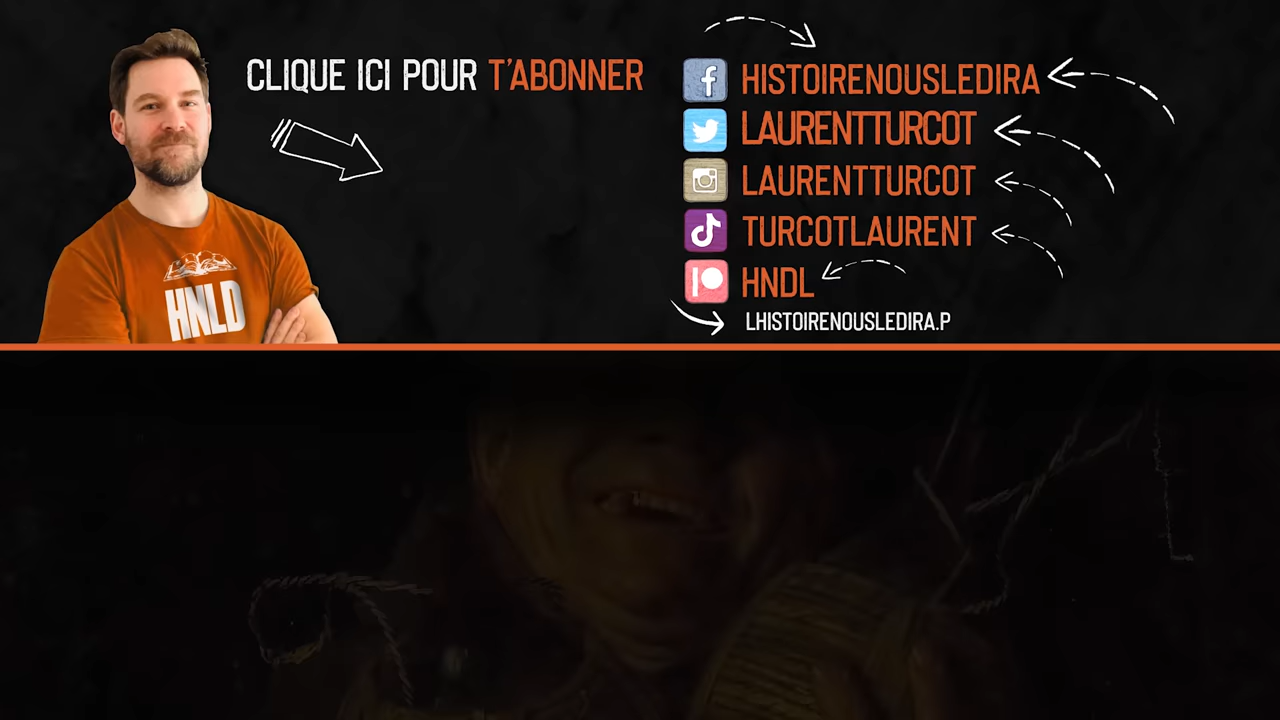 CLIQUE ICI POUR T'ABONNER
HNLD
HISTOIRENOUSLEDIRA
LAURENTTURCOT
LAURENTTURCOT
TURCOTLAURENT
HNDL
LHISTOIRENOUSLEDIRA.P